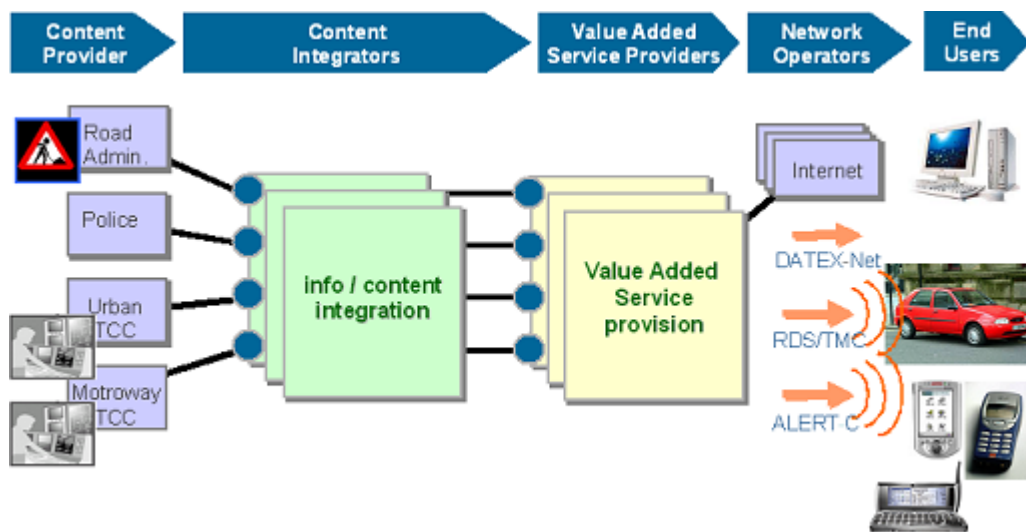 Content
Provider
Content
Integrators
Value Added
Service Providers
Network
Operators
End
Users
Road
Admin.
Police
Urban
TCC
Motroway
TCC
info / content
integration
Value Added
Service
provision
Internet
DATEX-Net
RDS/TMC
ALERT-C